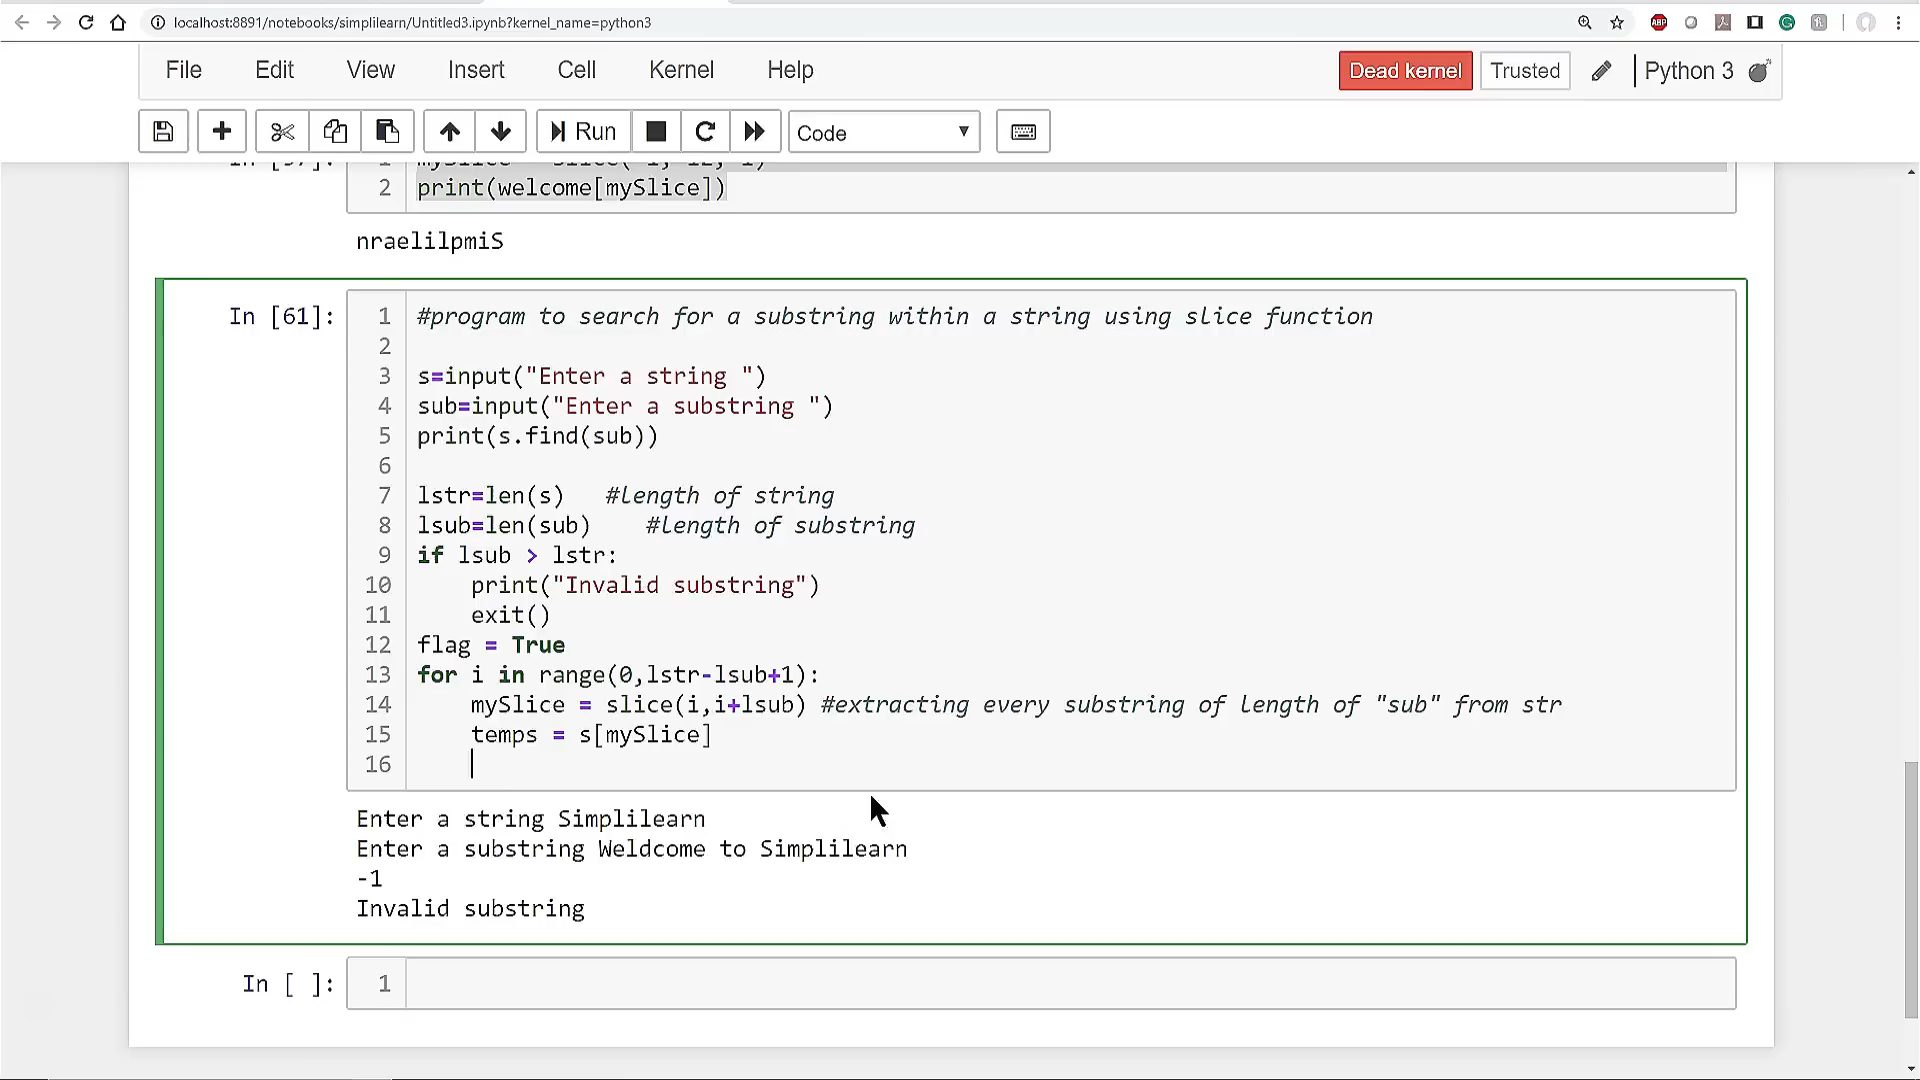 localhost:8891/notebooks/simplilearn/Untitled3.ipynb?kernel_name=python3
ABP
File Edit View Insert Cell Kernel Help Dead kernel Trusted Python 3
Run Code
2 print(welcome[mySlice])
nraelilpmiS
In [61]:
1 #program to search for a substring within a string using slice function
2
3 s=input("Enter a string ")
4 sub=input("Enter a substring ")
5 print(s.find(sub))
6
7 lstr=len(s) #length of string
8 lsub=len(sub) #length of substring
9 if lsub > lstr:
10 print("Invalid substring")
11 exit()
12 flag = True
13 for i in range(0,lstr-lsub+1):
14 mySlice = slice(i,i+lsub) #extracting every substring of length of "sub" from str
15 temps = s[mySlice]
16
Enter a string Simplilearn
Enter a substring Weldcome to Simplilearn
-1
Invalid substring
In [ ]: 1